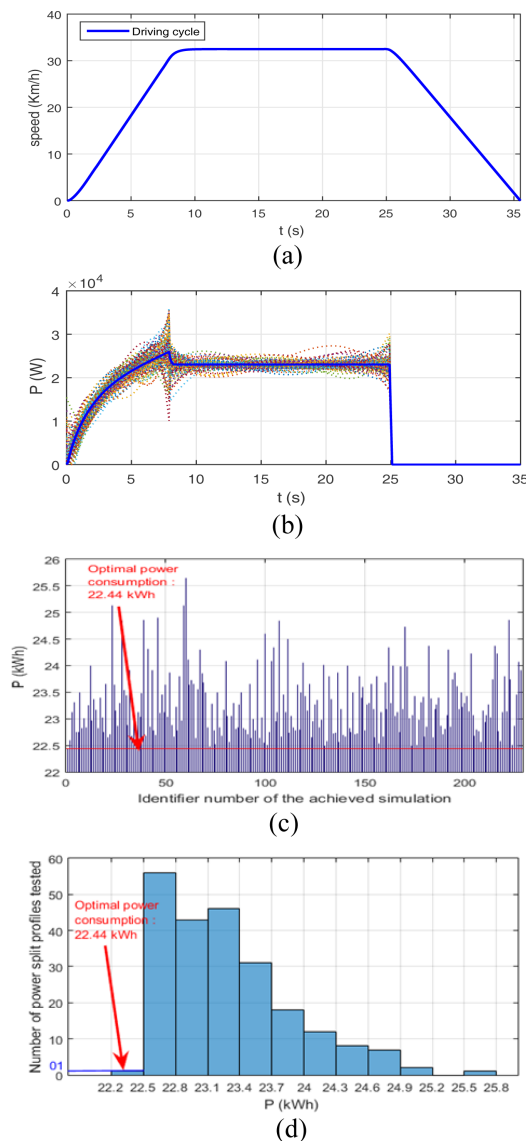 40
30
20
10
0
speed (Km/h)
Driving cycle
0 5 10 15 20 25 30 35
t (s)
(a)
×10⁴
4
3
2
1
0
P (W)
0 5 10 15 20 25 30 35
t (s)
(b)
26
25.5
25
24.5
24
23.5
23
22.5
22
P (kWh)
Optimal power
consumption :
22.44 kWh
0 50 100 150 200
Identifier number of the achieved simulation
(c)
60
50
40
30
20
10
01
0
Number of power split profiles tested
Optimal power
consumption :
22.44 kWh
22.2 22.5 22.8 23.1 23.4 23.7 24 24.3 24.6 24.9 25.2 25.5 25.8
P (kWh)
(d)